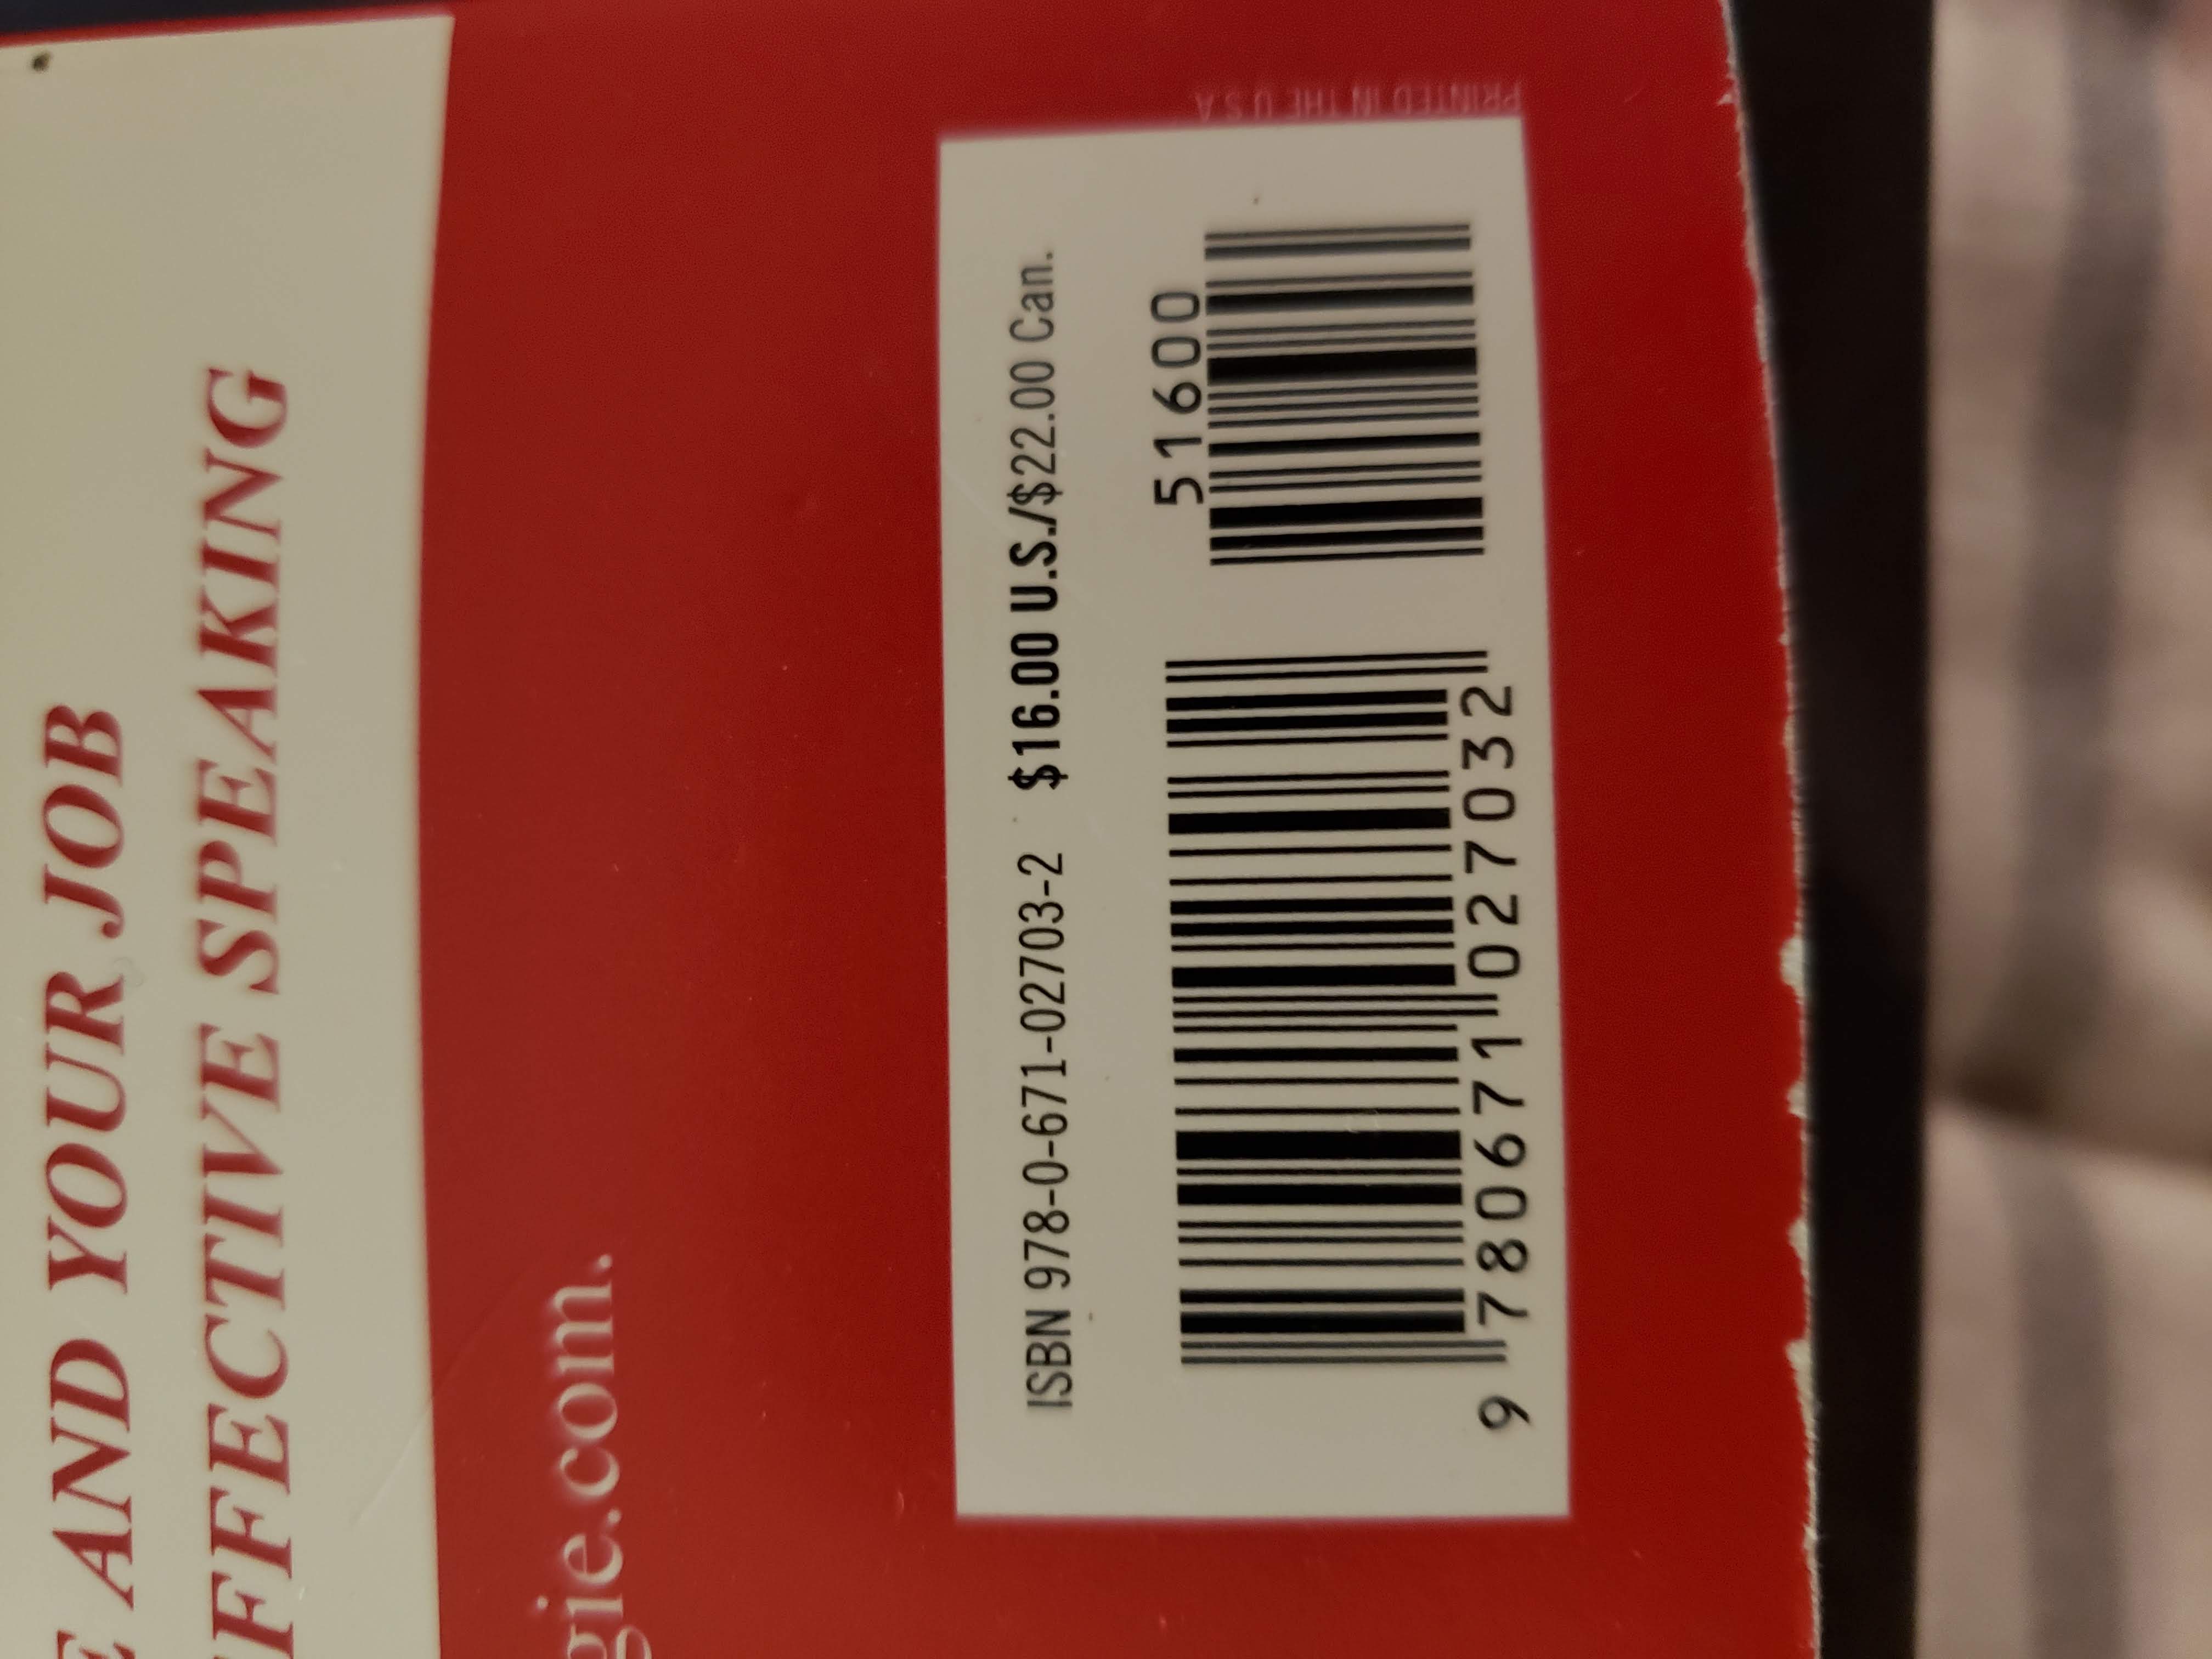 E AND YOUR JOB
FFECTIVE SPEAKING
gie.com.
ISBN 978-0-671-02703-2 $16.00 U.S./$22.00 Can.
51600
9 780671 027032
PRINTED IN THE U S A